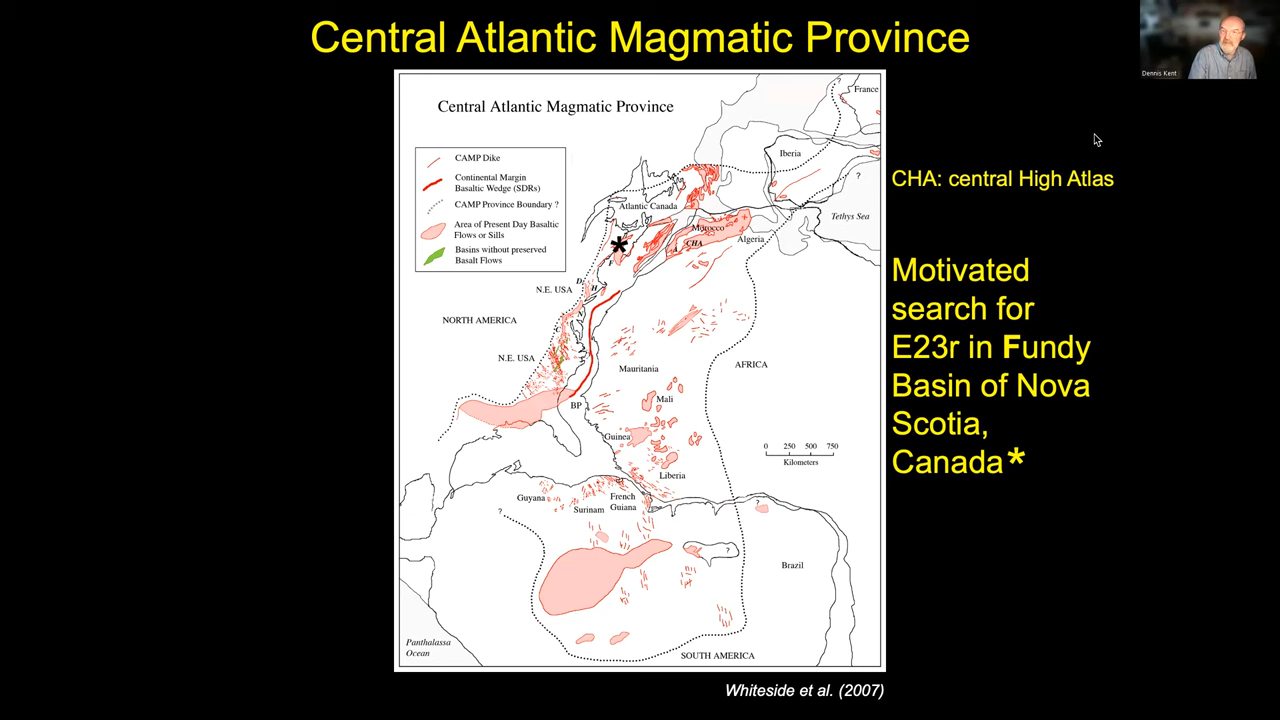 Central Atlantic Magmatic Province
Dennis Kent
Central Atlantic Magmatic Province
CAMP Dike
Continental Margin
Basaltic Wedge (SDRs)
CAMP Province Boundary ?
Area of Present Day Basaltic
Flows or Sills
Basins without preserved
Basalt Flows
?
France
Iberia
?
Tethys Sea
Atlantic Canada
Morocco
Algeria
*
A
CHA
F
D
H
N.E. USA
NORTH AMERICA
C
N.E. USA
Mauritania
AFRICA
BP
Mali
Guinea
0 250 500 750
Kilometers
Liberia
Guyana
French
Guiana
Surinam
?
?
?
Brazil
Panthalassa
Ocean
SOUTH AMERICA
CHA: central High Atlas
Motivated
search for
E23r in Fundy
Basin of Nova
Scotia,
Canada*
Whiteside et al. (2007)